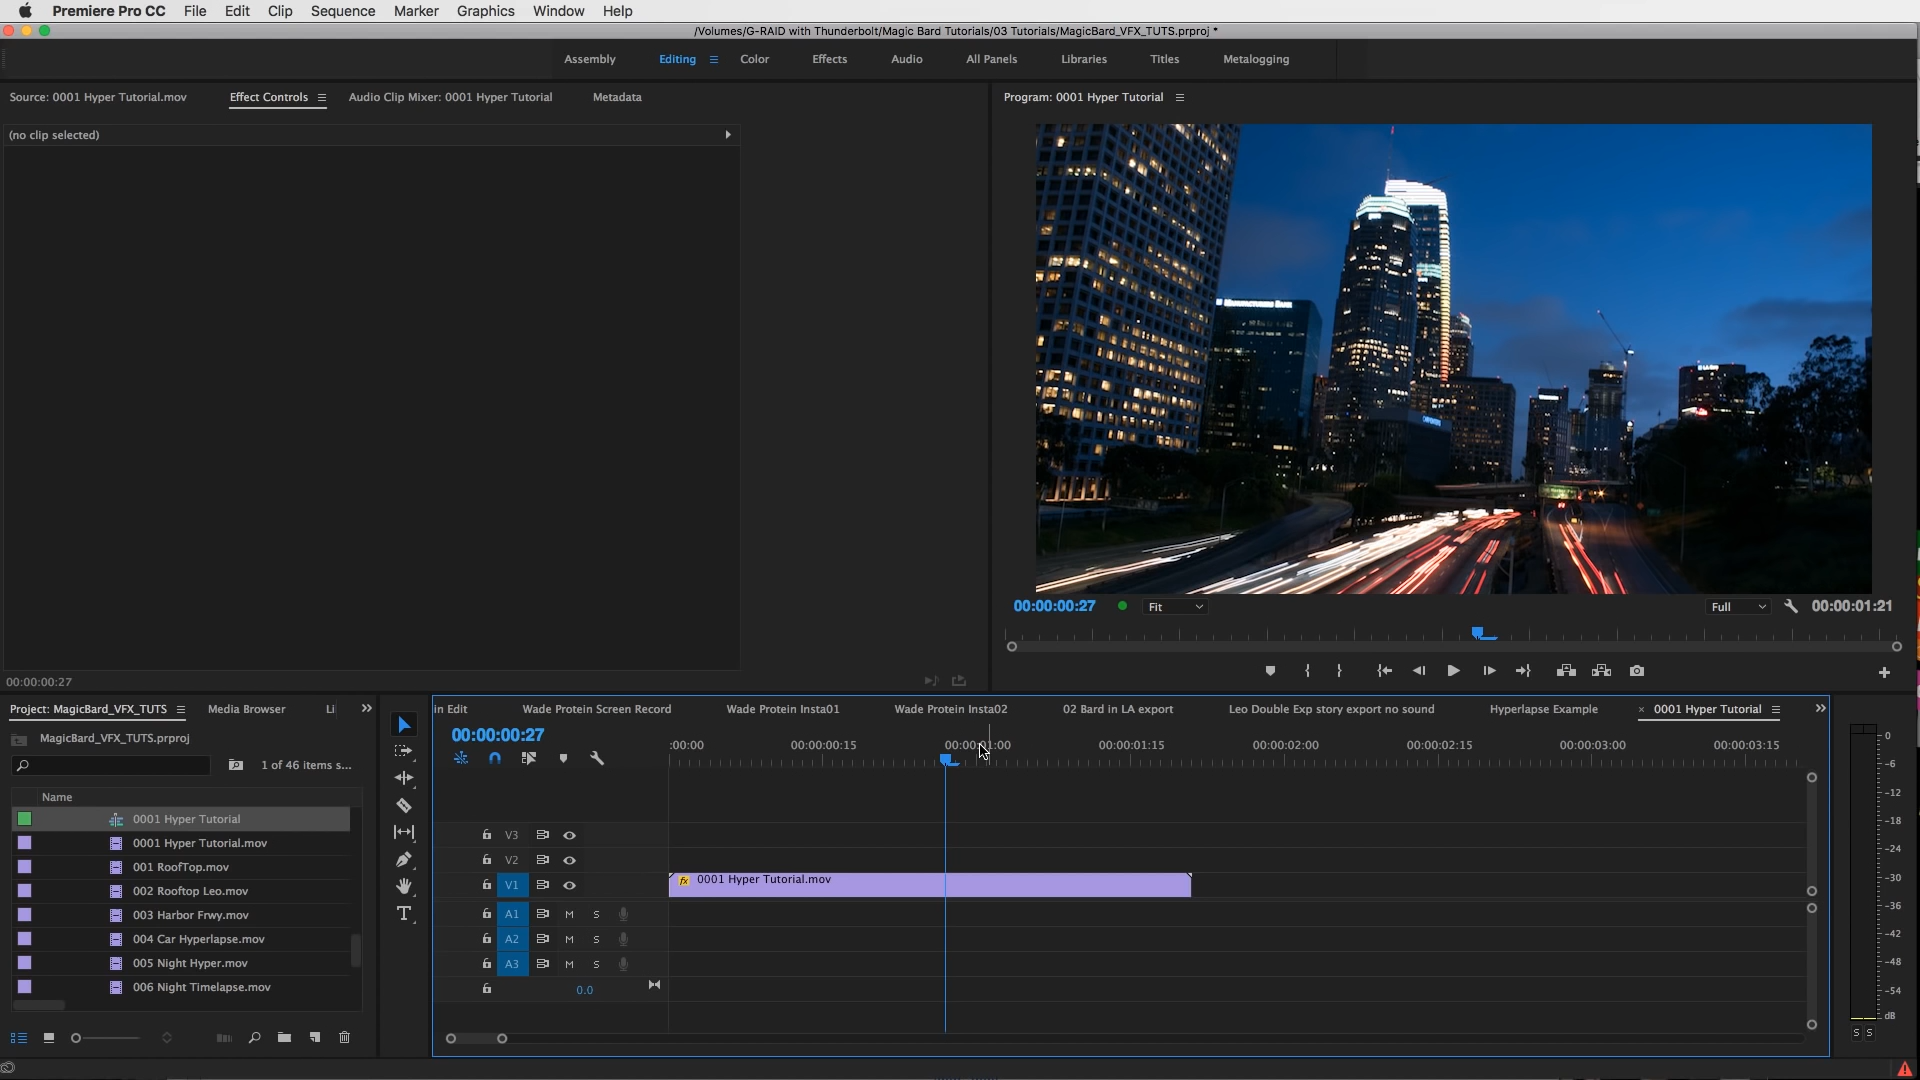 Premiere Pro CC File Edit Clip Sequence Marker Graphics Window Help
/Volumes/G-RAID with Thunderbolt/Magic Bard Tutorials/03 Tutorials/MagicBard_VFX_TUTS.prproj *
Assembly Editing Color Effects Audio All Panels Libraries Titles Metalogging
Source: 0001 Hyper Tutorial.mov Effect Controls Audio Clip Mixer: 0001 Hyper Tutorial Metadata
Program: 0001 Hyper Tutorial
(no clip selected)
00:00:00:27 Fit Full 00:00:01:21
00:00:00:27
Project: MagicBard_VFX_TUTS Media Browser Li
MagicBard_VFX_TUTS.prproj
1 of 46 items s...
Name
0001 Hyper Tutorial
0001 Hyper Tutorial.mov
001 RoofTop.mov
002 Rooftop Leo.mov
003 Harbor Frwy.mov
004 Car Hyperlapse.mov
005 Night Hyper.mov
006 Night Timelapse.mov
in Edit Wade Protein Screen Record Wade Protein Insta01 Wade Protein Insta02 02 Bard in LA export Leo Double Exp story export no sound Hyperlapse Example × 0001 Hyper Tutorial
00:00:00:27
:00:00 00:00:00:15 00:00:01:00 00:00:01:15 00:00:02:00 00:00:02:15 00:00:03:00 00:00:03:15
V3
V2
V1 fx 0001 Hyper Tutorial.mov
A1 M S
A2 M S
A3 M S
0.0
0
-6
-12
-18
-24
-30
-36
-42
-48
-54
dB
S S